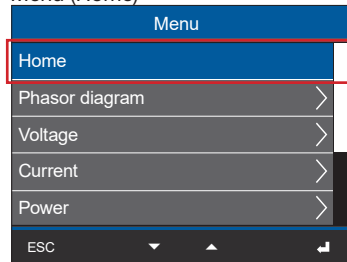 Menu (Home)
Menu
Home
Phasor diagram
Voltage
Current
Power
ESC